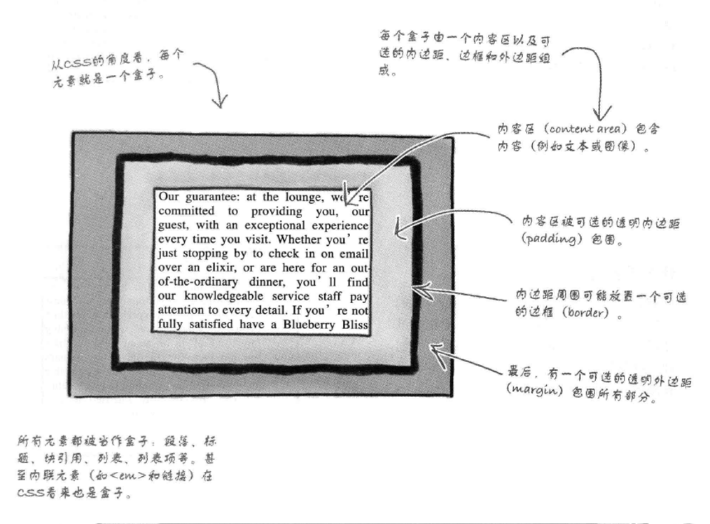 从CSS的角度看，每个
元素就是一个盒子。
每个盒子由一个内容区以及可
选的内边距、边框和外边距组
成。
内容区（content area）包含
内容（例如文本或图像）。
Our guarantee: at the lounge, we're
committed to providing you, our
guest, with an exceptional experience
every time you visit. Whether you're
just stopping by to check in on email
over an elixir, or are here for an out-
of-the-ordinary dinner, you'll find
our knowledgeable service staff pay
attention to every detail. If you're not
fully satisfied have a Blueberry Bliss
内容区被可选的透明内边距
(padding) 包围。
内边距周围可能放置一个可选
的边框（border）。
最后，有一个可选的透明外边距
(margin) 包围所有部分。
所有元素都被当作盒子：段落、标
题、块引用、列表、列表项等。甚
至内联元素（如<em>和链接）在
CSS看来也是盒子。